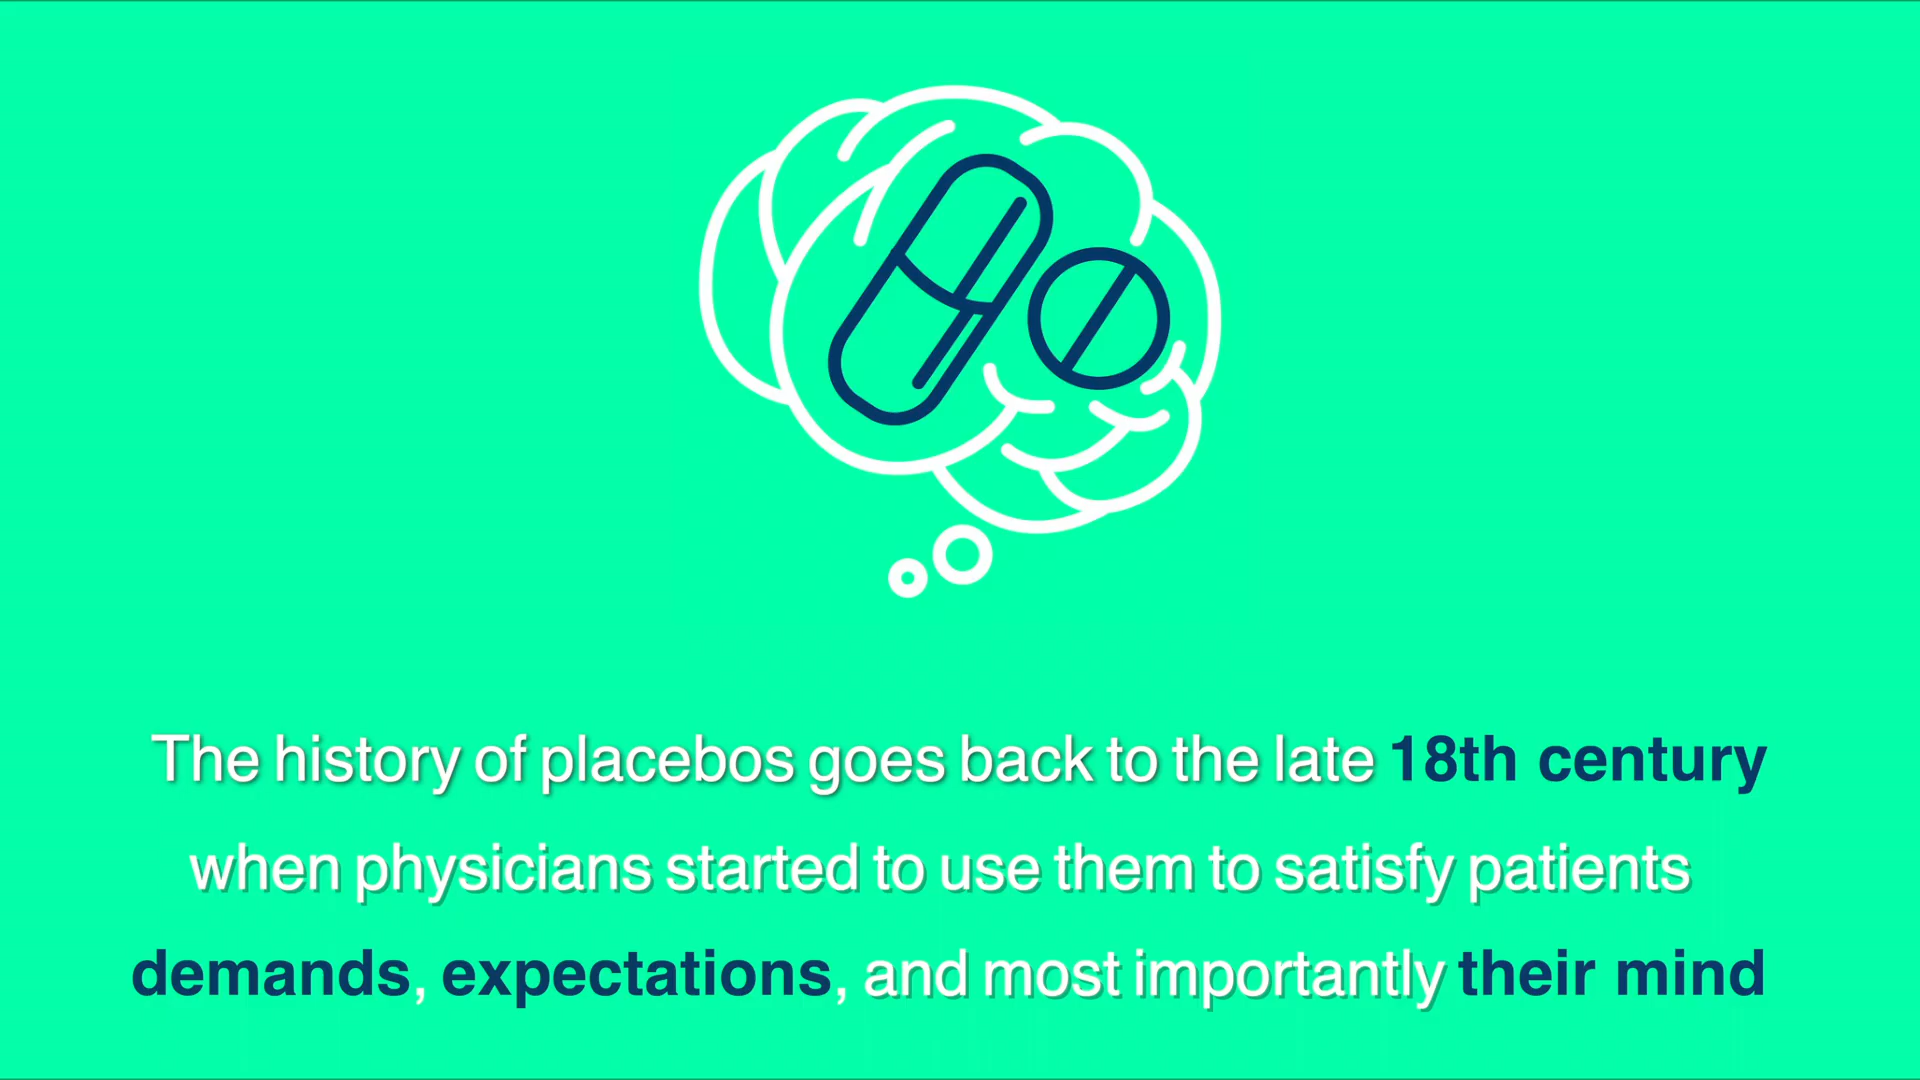 The history of placebos goes back to the late 18th century
when physicians started to use them to satisfy patients
demands, expectations, and most importantly their mind